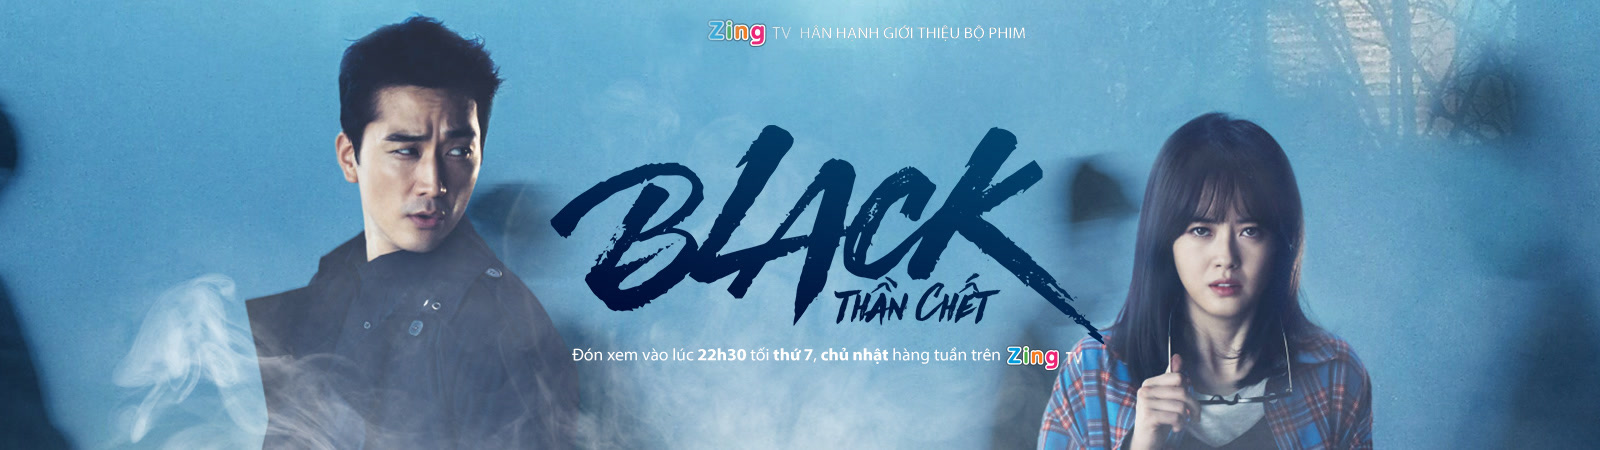 Zing TV HÂN HẠNH GIỚI THIỆU BỘ PHIM
BLACK
THẦN CHẾT
Đón xem vào lúc 22h30 tối thứ 7, chủ nhật hàng tuần trên Zing TV